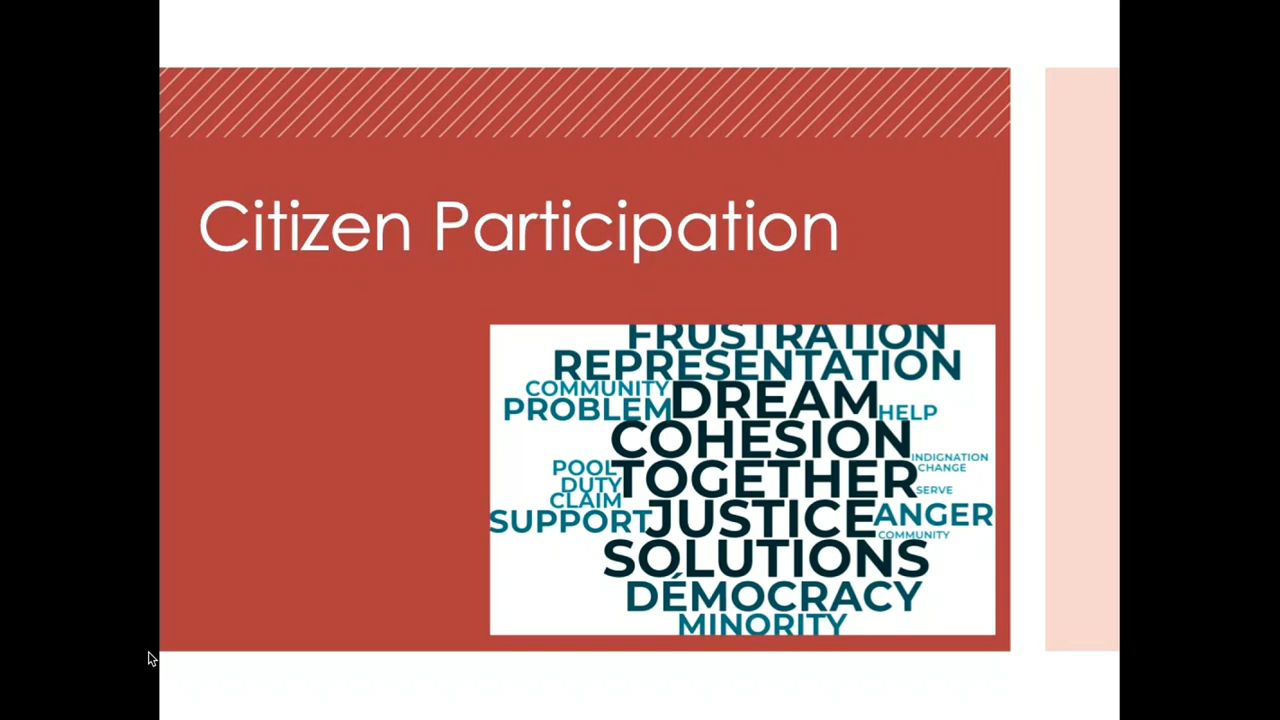 Citizen Participation
FRUSTRATION
REPRESENTATION
COMMUNITY
PROBLEM DREAM HELP
COHESION
INDIGNATION
CHANGE
POOL TOGETHER
DUTY SERVE
CLAIM
SUPPORT JUSTICE ANGER
COMMUNITY
SOLUTIONS
DÉMOCRACY
MINORITY